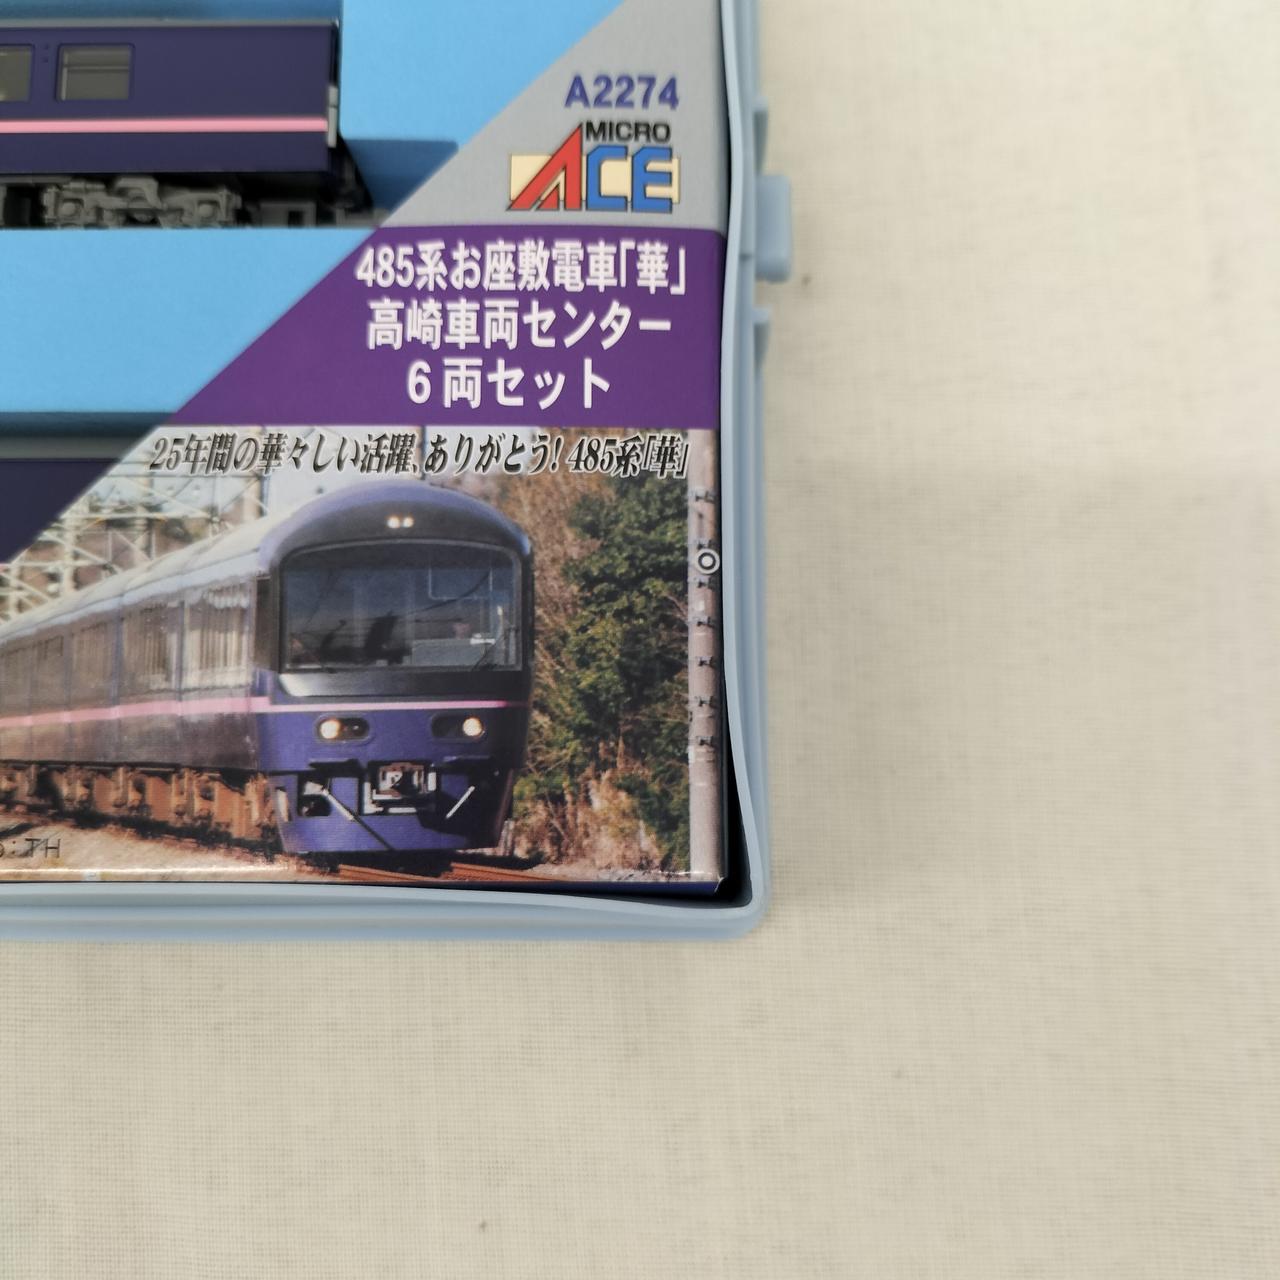 A2274
MICRO
ACE
485系お座敷電車｢華｣
高崎車両センター
6両セット
25年間の華々しい活躍､ありがとう! 485系｢華｣
: TH